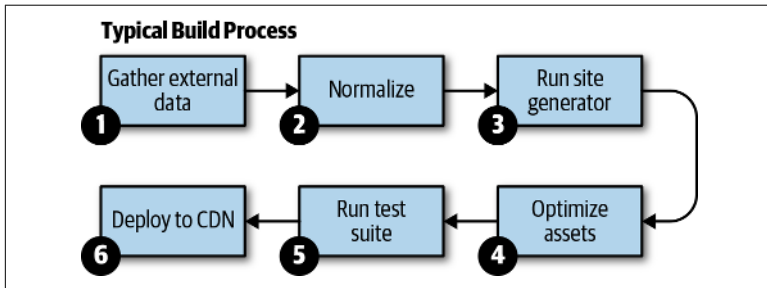 Typical Build Process
Gather external
data
1
Normalize
2
Run site
generator
3
Optimize
assets
4
Run test
suite
5
Deploy to CDN
6